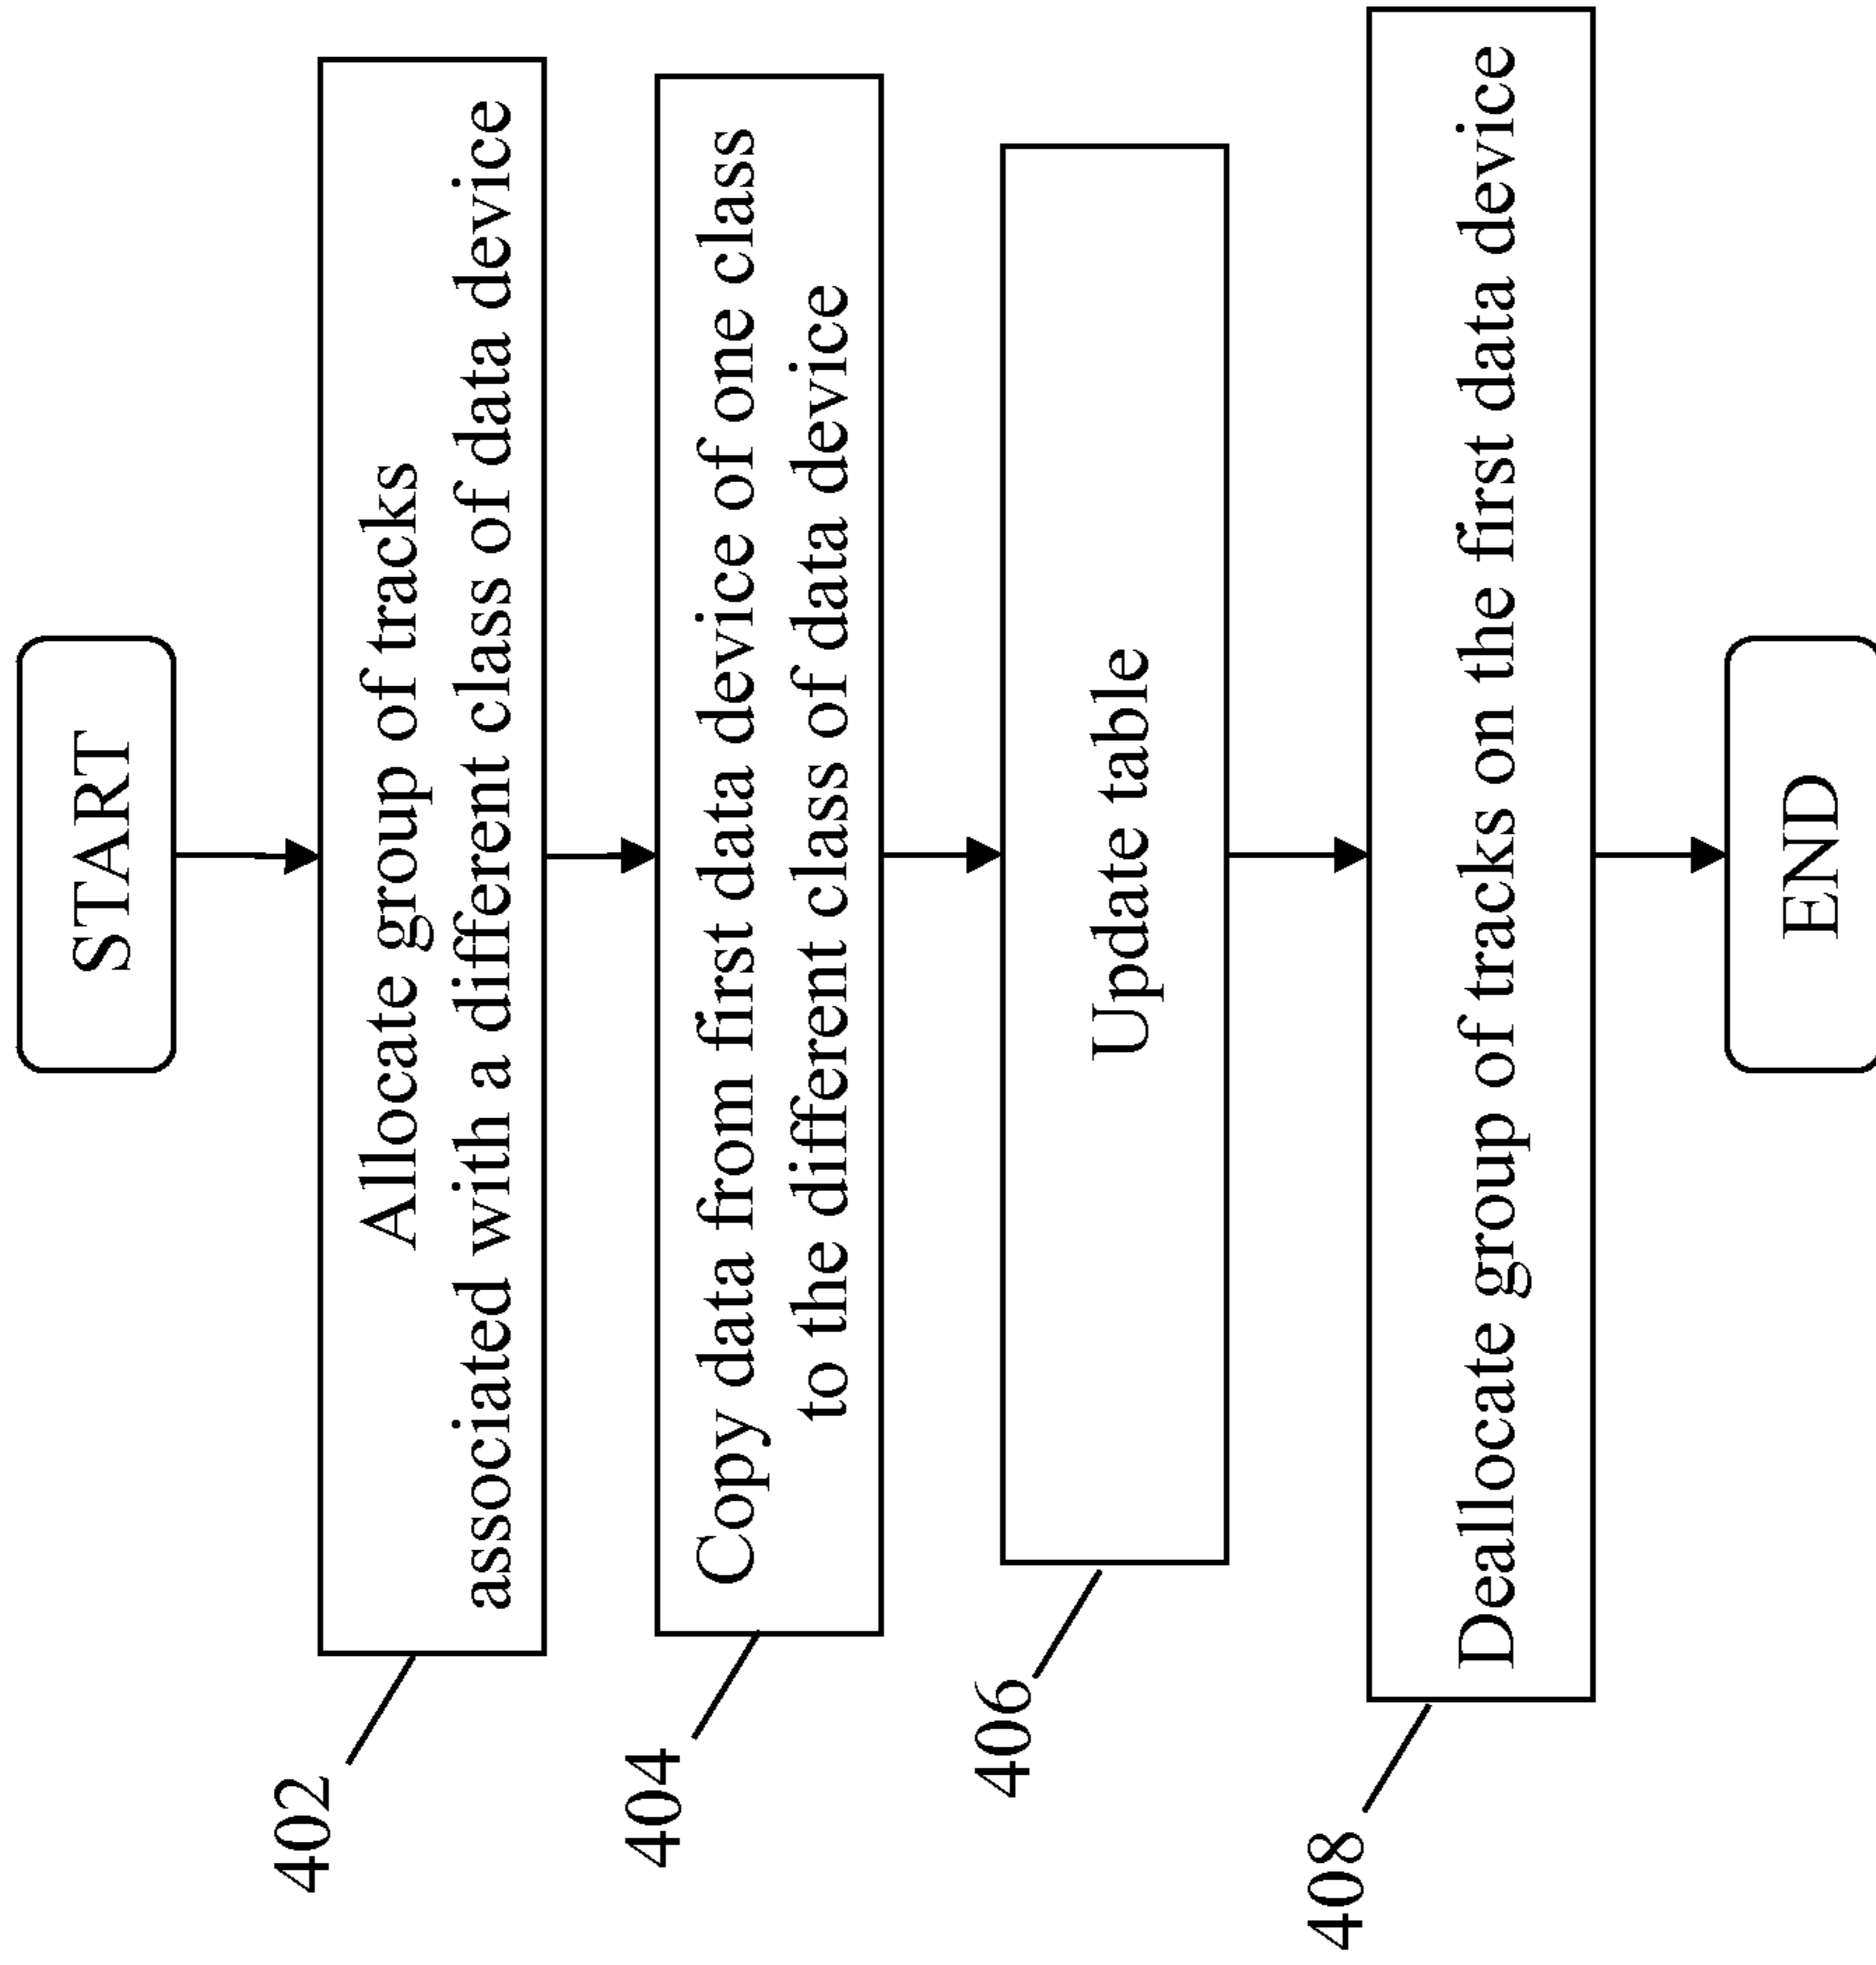 START
402
Allocate group of tracks
associated with a different class of data device
404
Copy data from first data device of one class
to the different class of data device
406
Update table
408
Deallocate group of tracks on the first data device
END